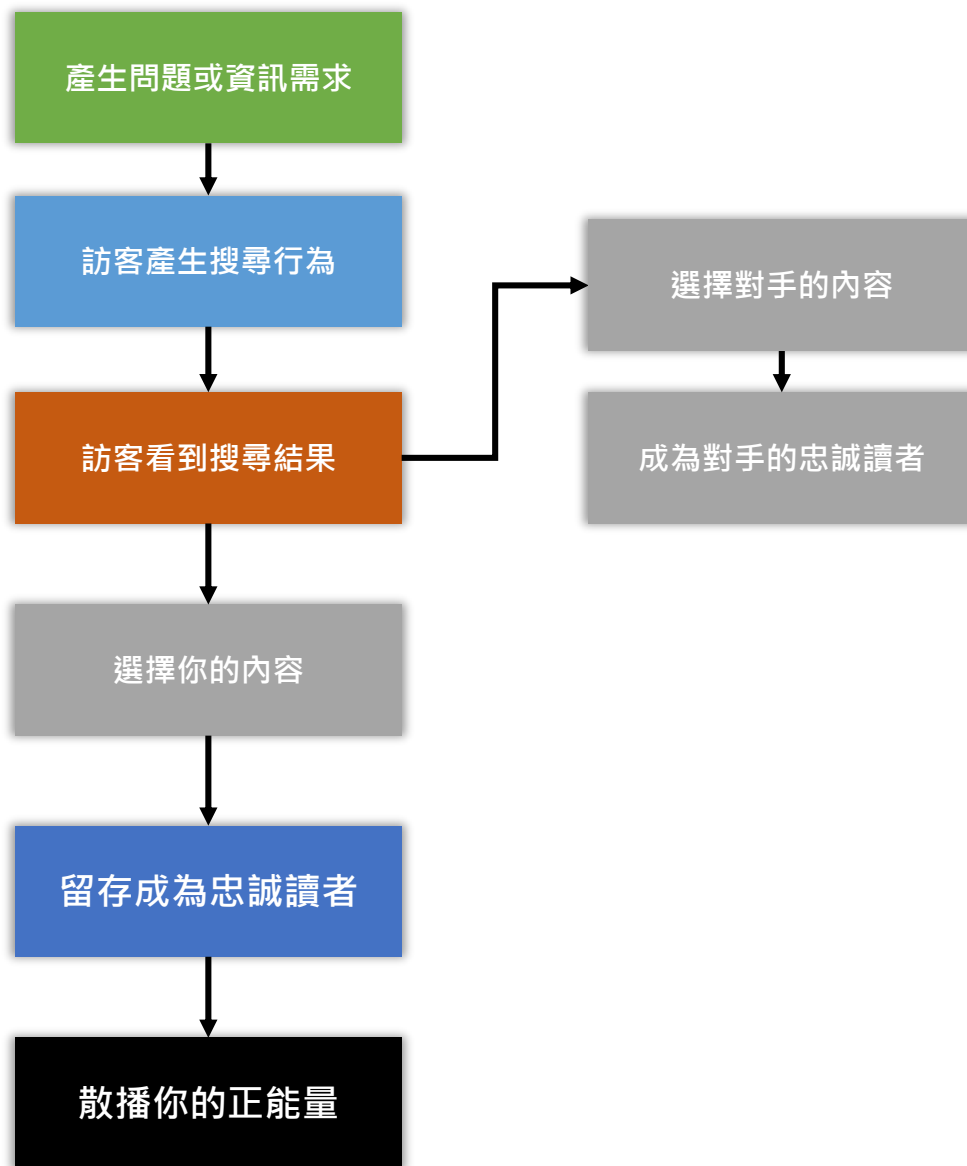 產生問題或資訊需求
訪客產生搜尋行為
訪客看到搜尋結果
選擇對手的內容
成為對手的忠誠讀者
選擇你的內容
留存成為忠誠讀者
散播你的正能量